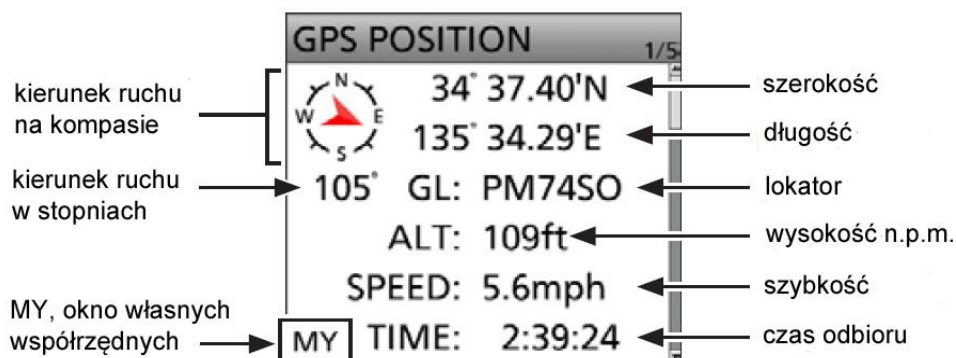 GPS POSITION 1/5
kierunek ruchu
na kompasie
N
W E
S
34° 37.40'N
szerokość
135° 34.29'E
długość
kierunek ruchu
w stopniach
105° GL: PM74SO
lokator
ALT: 109ft
wysokość n.p.m.
SPEED: 5.6mph
szybkość
MY, okno własnych
współrzędnych
MY TIME: 2:39:24
czas odbioru